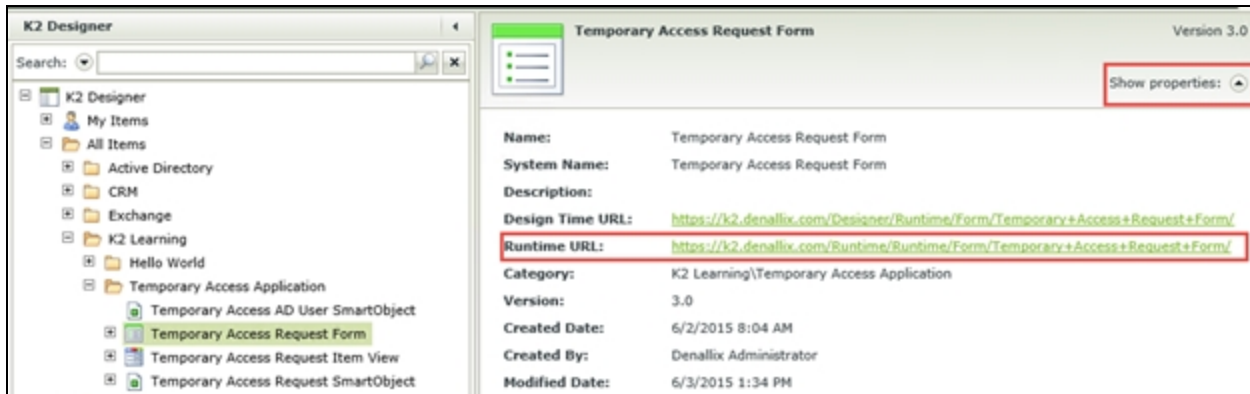 K2 Designer
Search:
K2 Designer
My Items
All Items
Active Directory
CRM
Exchange
K2 Learning
Hello World
Temporary Access Application
Temporary Access AD User SmartObject
Temporary Access Request Form
Temporary Access Request Item View
Temporary Access Request SmartObject
Temporary Access Request Form
Version 3.0
Show properties:
Name: Temporary Access Request Form
System Name: Temporary Access Request Form
Description:
Design Time URL: https://k2.denallix.com/Designer/Runtime/Form/Temporary+Access+Request+Form/
Runtime URL: https://k2.denallix.com/Runtime/Runtime/Form/Temporary+Access+Request+Form/
Category: K2 Learning\Temporary Access Application
Version: 3.0
Created Date: 6/2/2015 8:04 AM
Created By: Denallix Administrator
Modified Date: 6/3/2015 1:34 PM